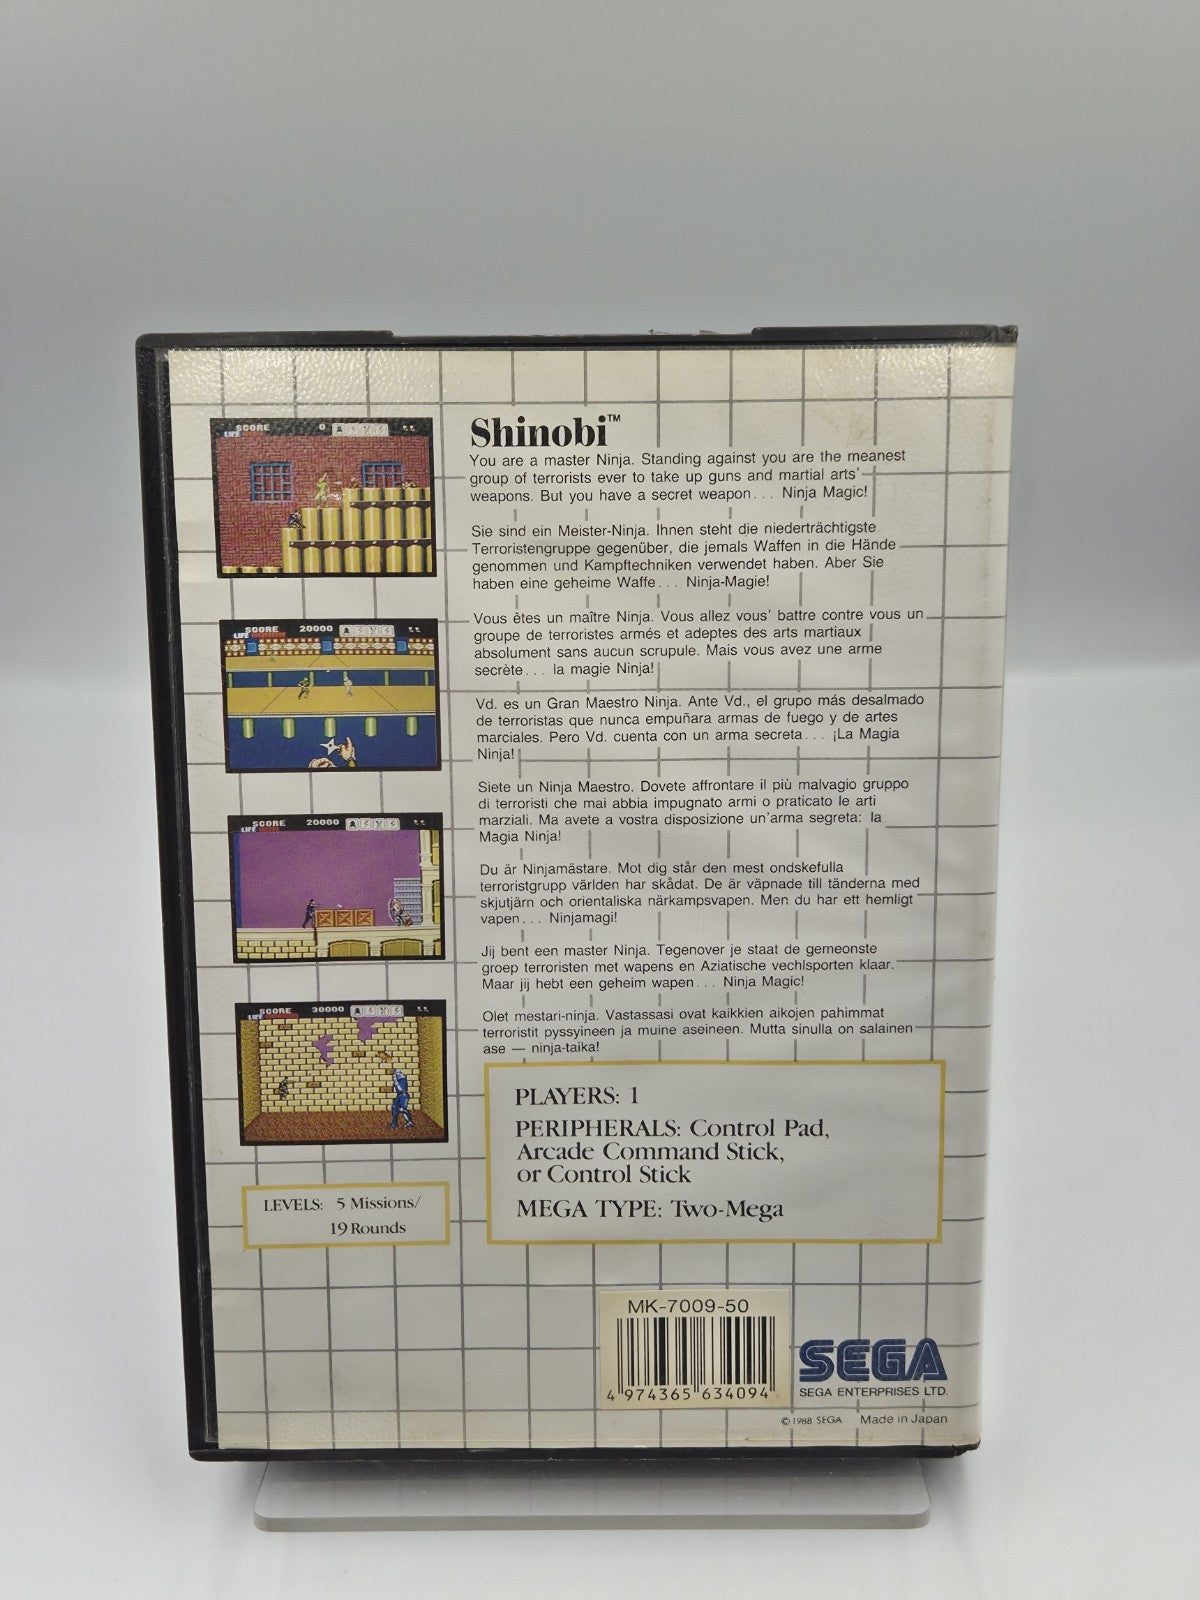 Shinobi™
You are a master Ninja. Standing against you are the meanest
group of terrorists ever to take up guns and martial arts'
weapons. But you have a secret weapon... Ninja Magic!
Sie sind ein Meister-Ninja. Ihnen steht die niederträchtigste
Terroristengruppe gegenüber, die jemals Waffen in die Hände
genommen und Kampftechniken verwendet haben. Aber Sie
haben eine geheime Waffe... Ninja-Magie!
Vous êtes un maître Ninja. Vous allez vous' battre contre vous un
groupe de terroristes armés et adeptes des arts martiaux
absolument sans aucun scrupule. Mais vous avez une arme
secrète... la magie Ninja!
Vd. es un Gran Maestro Ninja. Ante Vd., el grupo más desalmado
de terroristas que nunca empuñara armas de fuego y de artes
marciales. Pero Vd. cuenta con un arma secreta... ¡La Magia
Ninja!
Siete un Ninja Maestro. Dovete affrontare il più malvagio gruppo
di terroristi che mai abbia impugnato armi o praticato le arti
marziali. Ma avete a vostra disposizione un'arma segreta: la
Magia Ninja!
Du är Ninjamästare. Mot dig står den mest ondskefulla
terroristgrupp världen har skådat. De är väpnade till tänderna med
skjutjärn och orientaliska närkampsvapen. Men du har ett hemligt
vapen... Ninjamagi!
Jij bent een master Ninja. Tegenover je staat de gemeonste
groep terroristen met wapens en Aziatische vechlsporten klaar.
Maar jij hebt een geheim wapen... Ninja Magic!
Olet mestari-ninja. Vastassasi ovat kaikkien aikojen pahimmat
terroristit pyssyineen ja muine aseineen. Mutta sinulla on salainen
ase — ninja-taika!
SCORE 0
LIFE
SCORE 20000
LIFE
SCORE 20000
LIFE
SCORE 30000
LIFE
LEVELS: 5 Missions/
19 Rounds
PLAYERS: 1
PERIPHERALS: Control Pad,
Arcade Command Stick,
or Control Stick
MEGA TYPE: Two-Mega
MK-7009-50
4 974365 634094
SEGA
SEGA ENTERPRISES LTD.
© 1988 SEGA Made in Japan